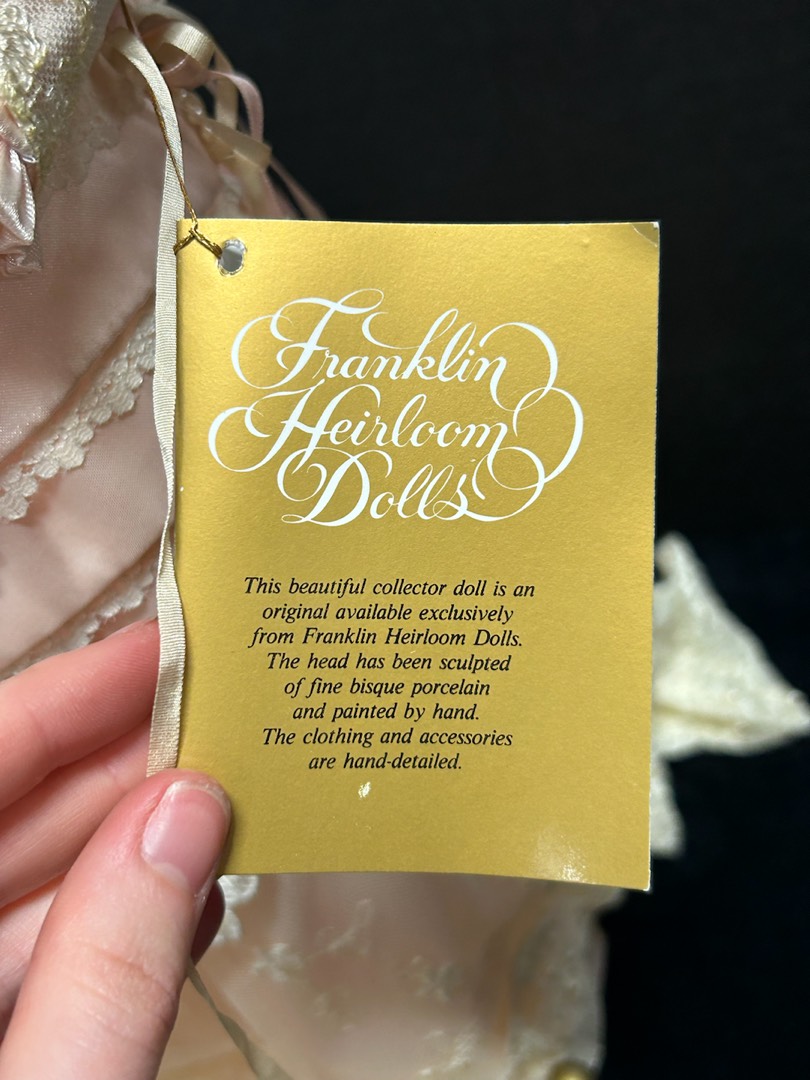 Franklin
Heirloom
Dolls
This beautiful collector doll is an
original available exclusively
from Franklin Heirloom Dolls.
The head has been sculpted
of fine bisque porcelain
and painted by hand.
The clothing and accessories
are hand-detailed.